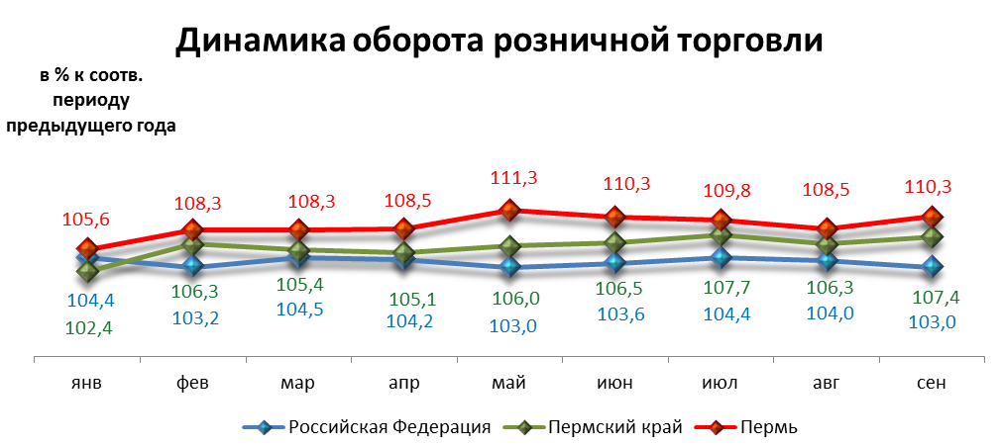 Динамика оборота розничной торговли
в % к соотв.
периоду
предыдущего года
105,6 108,3 108,3 108,5 111,3 110,3 109,8 108,5 110,3
104,4 106,3 105,4 105,1 106,0 106,5 107,7 106,3 107,4
102,4 103,2 104,5 104,2 103,0 103,6 104,4 104,0 103,0
янв фев мар апр май июн июл авг сен
Российская Федерация Пермский край Пермь